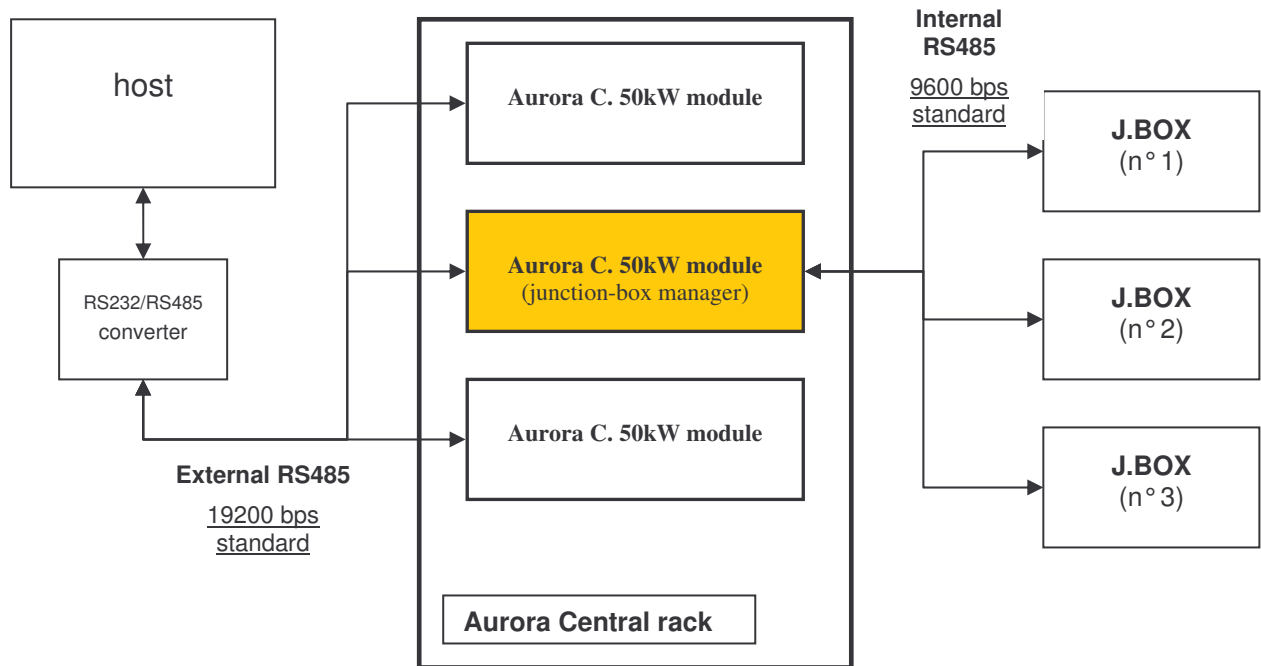 host
RS232/RS485
converter
External RS485
19200 bps
standard
Aurora C. 50kW module
Aurora C. 50kW module
(junction-box manager)
Aurora C. 50kW module
Aurora Central rack
Internal
RS485
9600 bps
standard
J.BOX
(n°1)
J.BOX
(n°2)
J.BOX
(n°3)